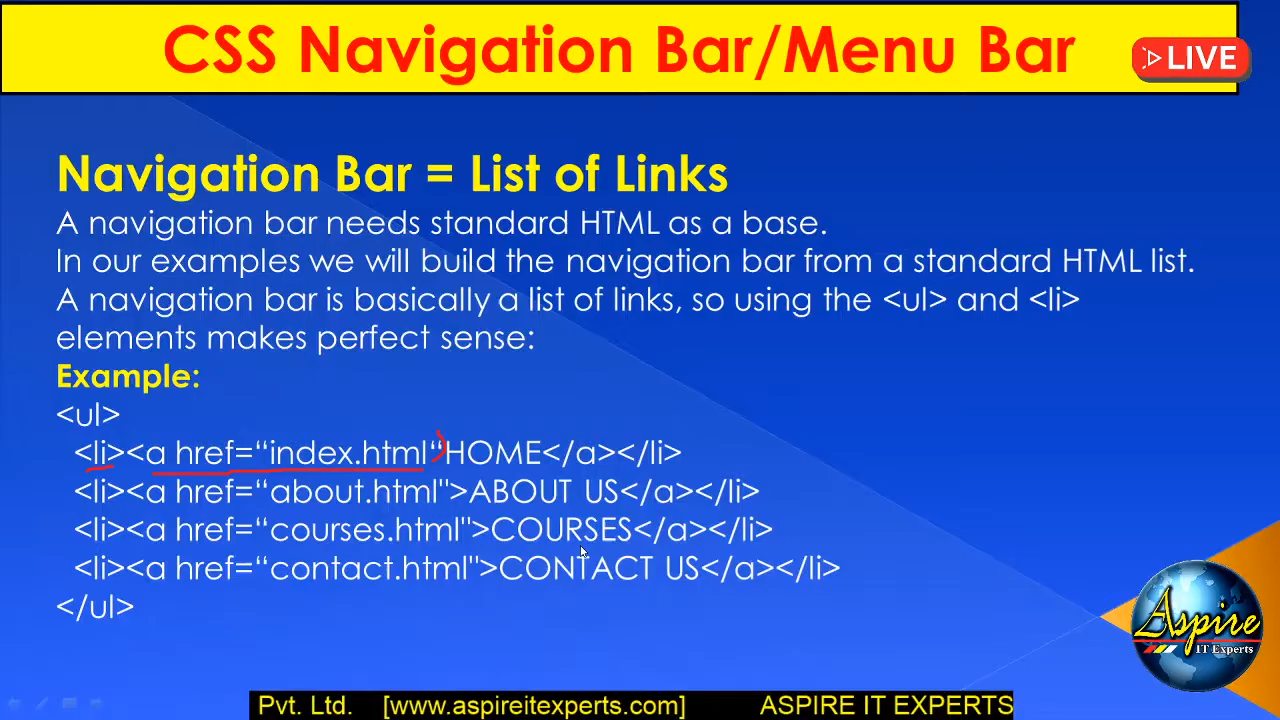 CSS Navigation Bar/Menu Bar
LIVE
Navigation Bar = List of Links
A navigation bar needs standard HTML as a base.
In our examples we will build the navigation bar from a standard HTML list.
A navigation bar is basically a list of links, so using the <ul> and <li>
elements makes perfect sense:
Example:
<ul>
<li><a href=“index.html“HOME</a></li>
<li><a href=“about.html">ABOUT US</a></li>
<li><a href=“courses.html">COURSES</a></li>
<li><a href=“contact.html">CONTACT US</a></li>
</ul>
Aspire
IT Experts
Pvt. Ltd. [www.aspireitexperts.com] ASPIRE IT EXPERTS